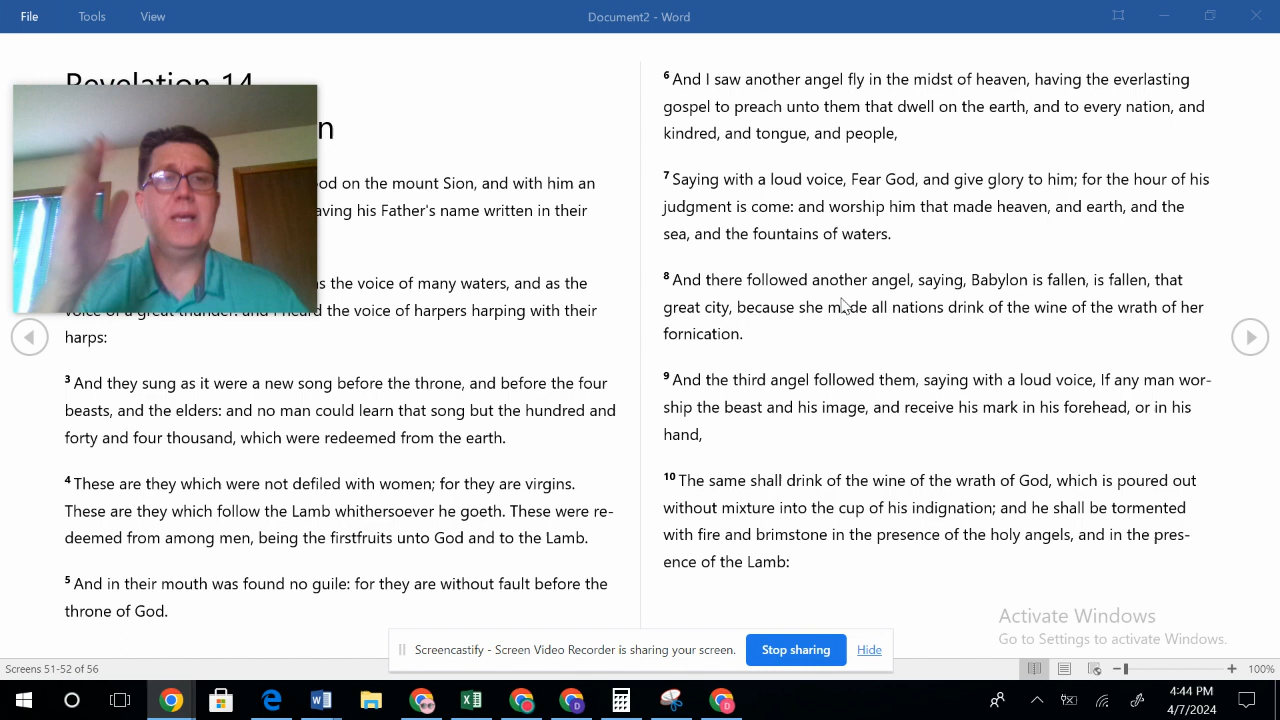 File
Tools
View
Document2 - Word
Revelation 14
n
ood on the mount Sion, and with him an
aving his Father's name written in their
s the voice of many waters, and as the
voice of a great thunder: and I heard the voice of harpers harping with their
harps:
3 And they sung as it were a new song before the throne, and before the four
beasts, and the elders: and no man could learn that song but the hundred and
forty and four thousand, which were redeemed from the earth.
4 These are they which were not defiled with women; for they are virgins.
These are they which follow the Lamb whithersoever he goeth. These were re-
deemed from among men, being the firstfruits unto God and to the Lamb.
5 And in their mouth was found no guile: for they are without fault before the
throne of God.
6 And I saw another angel fly in the midst of heaven, having the everlasting
gospel to preach unto them that dwell on the earth, and to every nation, and
kindred, and tongue, and people,
7 Saying with a loud voice, Fear God, and give glory to him; for the hour of his
judgment is come: and worship him that made heaven, and earth, and the
sea, and the fountains of waters.
8 And there followed another angel, saying, Babylon is fallen, is fallen, that
great city, because she made all nations drink of the wine of the wrath of her
fornication.
9 And the third angel followed them, saying with a loud voice, If any man wor-
ship the beast and his image, and receive his mark in his forehead, or in his
hand,
10 The same shall drink of the wine of the wrath of God, which is poured out
without mixture into the cup of his indignation; and he shall be tormented
with fire and brimstone in the presence of the holy angels, and in the pres-
ence of the Lamb:
Activate Windows
Go to Settings to activate Windows.
Screencastify - Screen Video Recorder is sharing your screen.
Stop sharing
Hide
Screens 51-52 of 56
100%
4:44 PM
4/7/2024